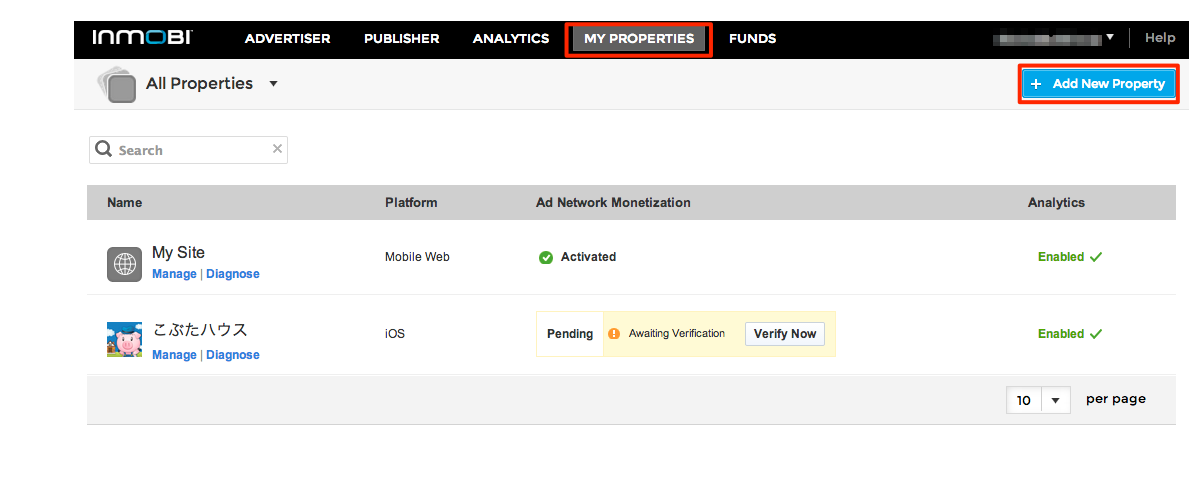 INMOBI ADVERTISER PUBLISHER ANALYTICS MY PROPERTIES FUNDS Help
All Properties + Add New Property
Search
Name Platform Ad Network Monetization Analytics
My Site Mobile Web Activated Enabled
Manage | Diagnose
こぶたハウス iOS Pending Awaiting Verification Verify Now Enabled
Manage | Diagnose
10 per page